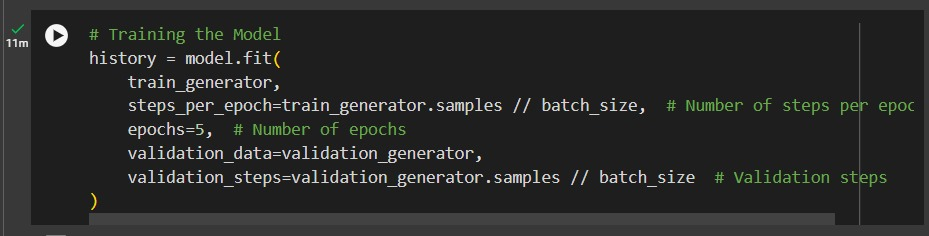 11m
# Training the Model
history = model.fit(
    train_generator,
    steps_per_epoch=train_generator.samples // batch_size,  # Number of steps per epoc
    epochs=5,  # Number of epochs
    validation_data=validation_generator,
    validation_steps=validation_generator.samples // batch_size  # Validation steps
)